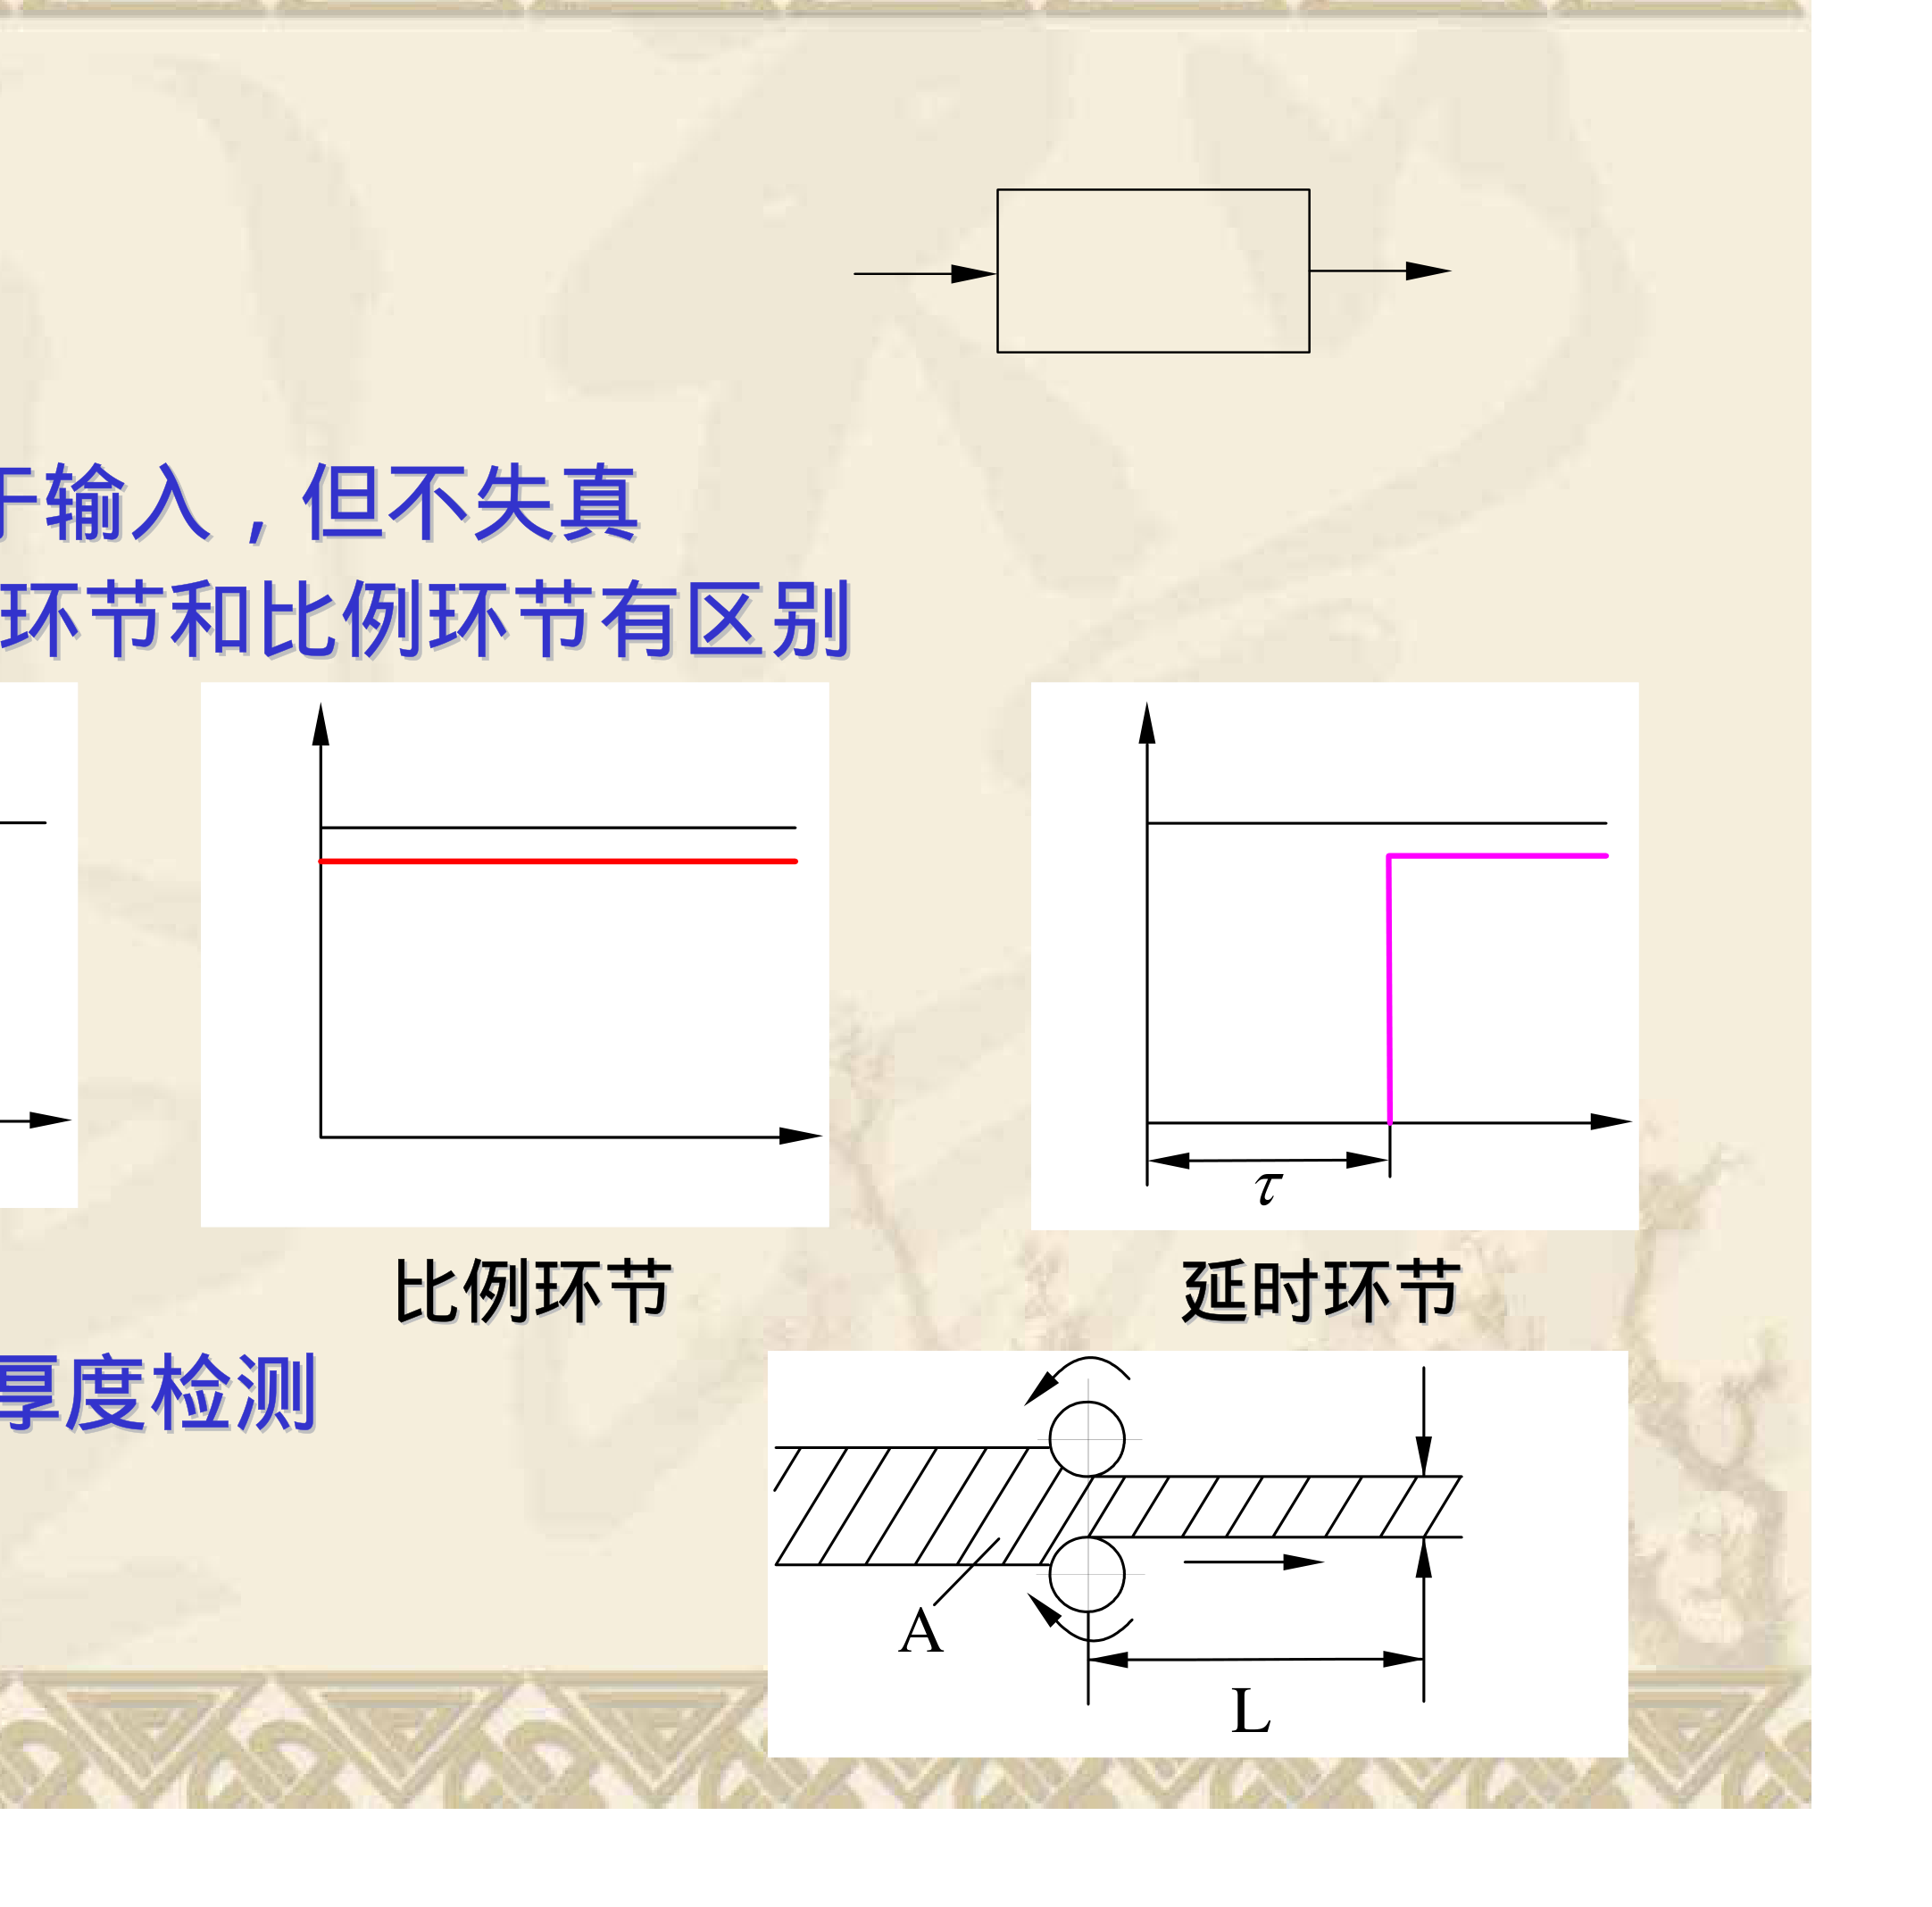 于输入，但不失真
环节和比例环节有区别
τ
比例环节
延时环节
厚度检测
A
L